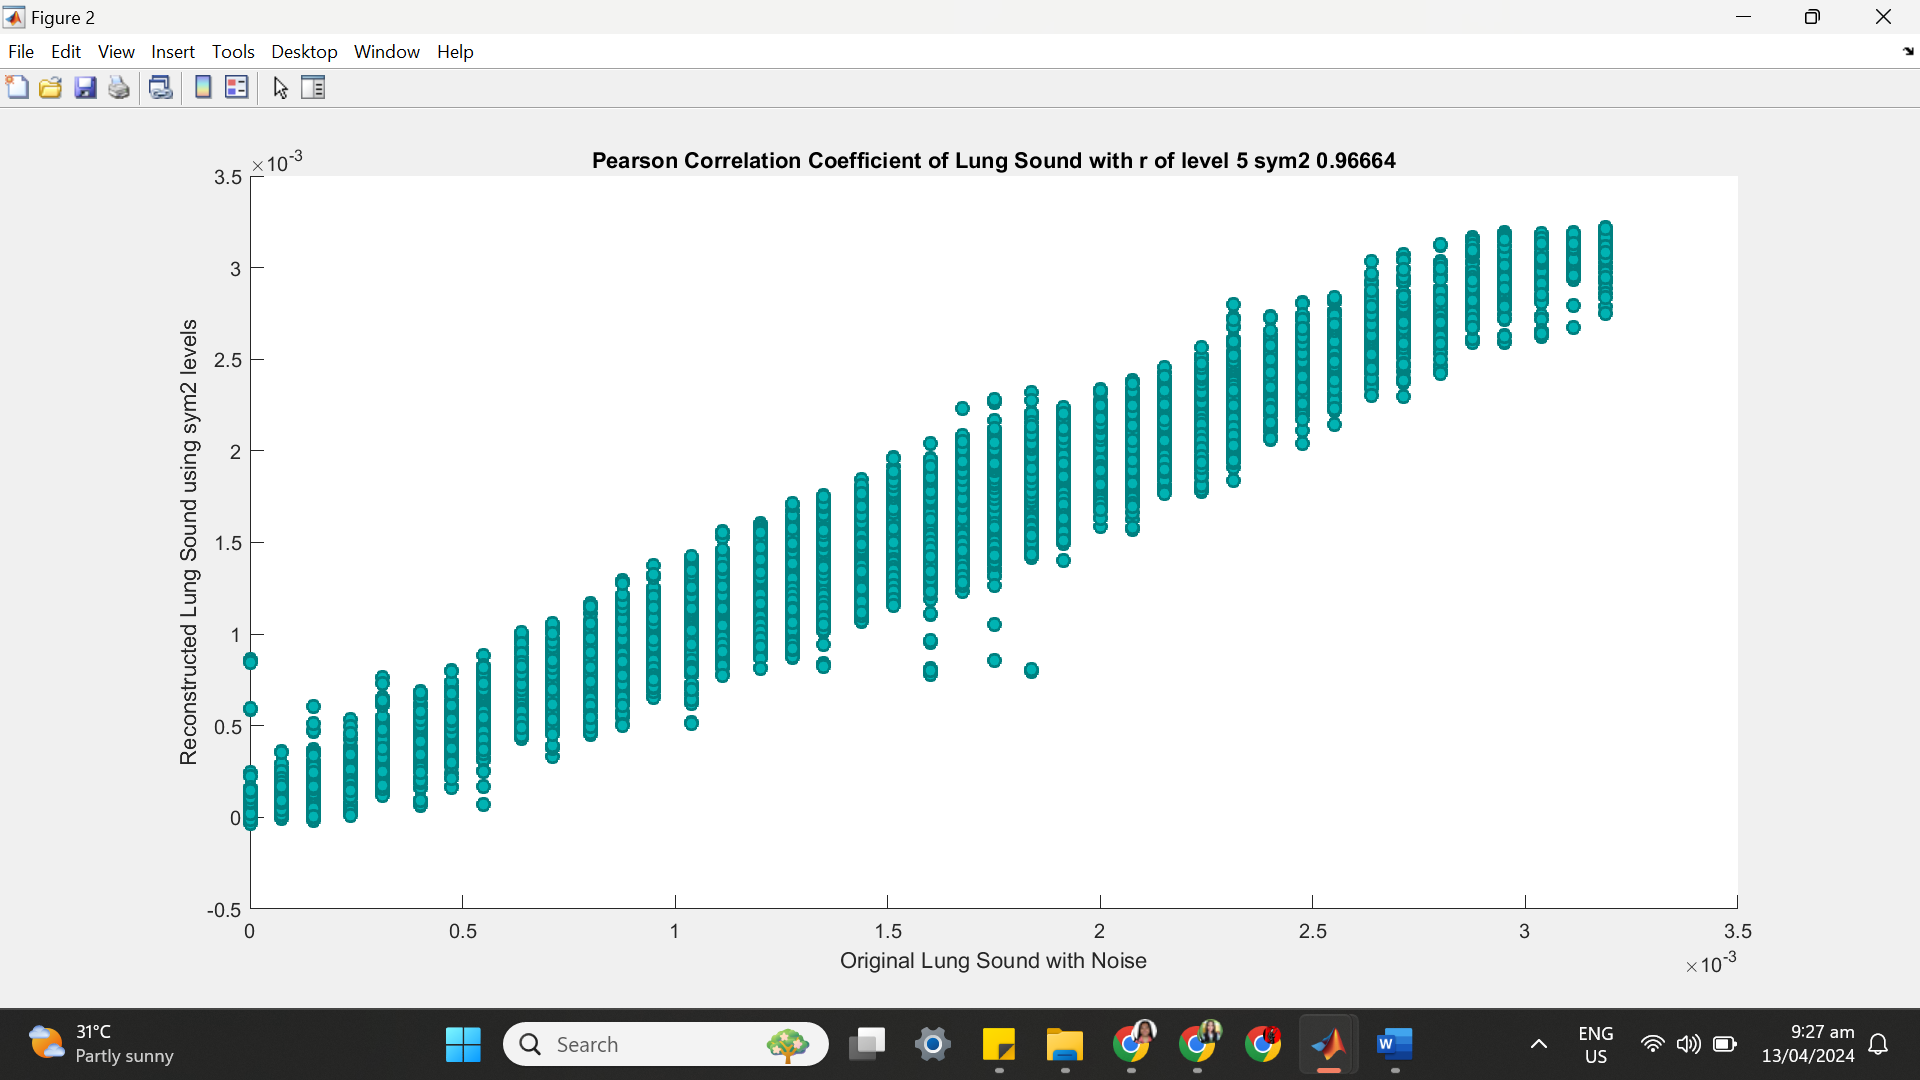 Figure 2
File Edit View Insert Tools Desktop Window Help
Pearson Correlation Coefficient of Lung Sound with r of level 5 sym2 0.96664
×10-3
3.5
3
2.5
2
1.5
1
0.5
0
-0.5
Reconstructed Lung Sound using sym2 levels
0 0.5 1 1.5 2 2.5 3 3.5
Original Lung Sound with Noise
×10-3
31°C
Partly sunny
Search
W
ENG
US
9:27 am
13/04/2024